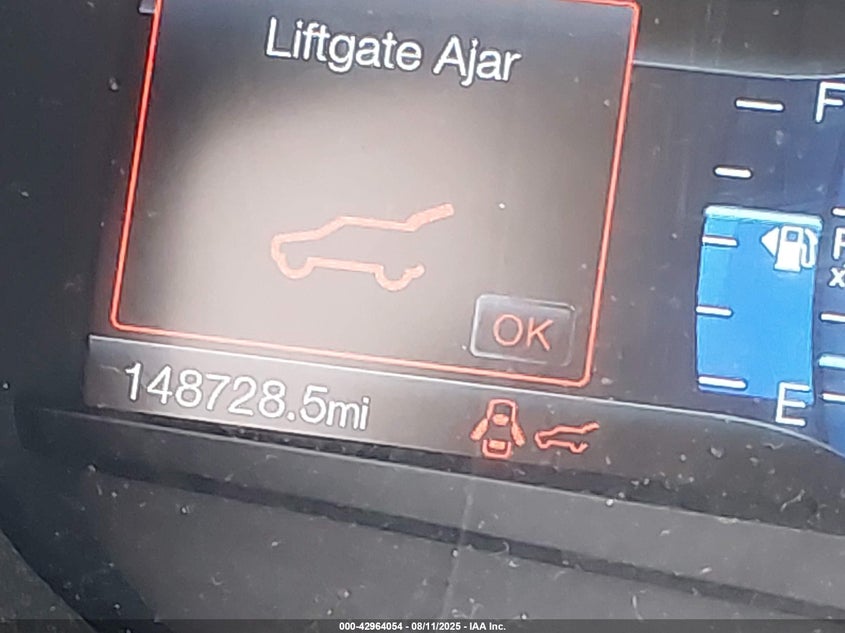 Liftgate Ajar
F
OK
148728.5mi
E
000-42964054 - 08/11/2025 - IAA Inc.